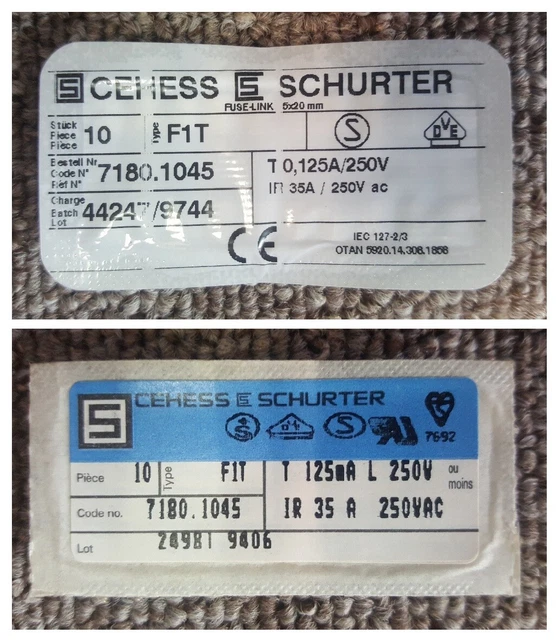 CEHESS SCHURTER
FUSE-LINK 5x20 mm
Stück
Piece 10 Type F1T
Pièce
Bestell Nr
Code N° 7180.1045
Réf N°
T 0,125A/250V
IR 35A / 250V ac
Charge
Batch 44247/9744
Lot
CE
IEC 127-2/3
OTAN 5920.14.308.1856
S
DVE
S CEHESS SCHURTER
7692
Pièce 10 Type F1T T 125mA L 250V ou
moins
Code no. 7180.1045 IR 35 A 250VAC
Lot 249BI 9406